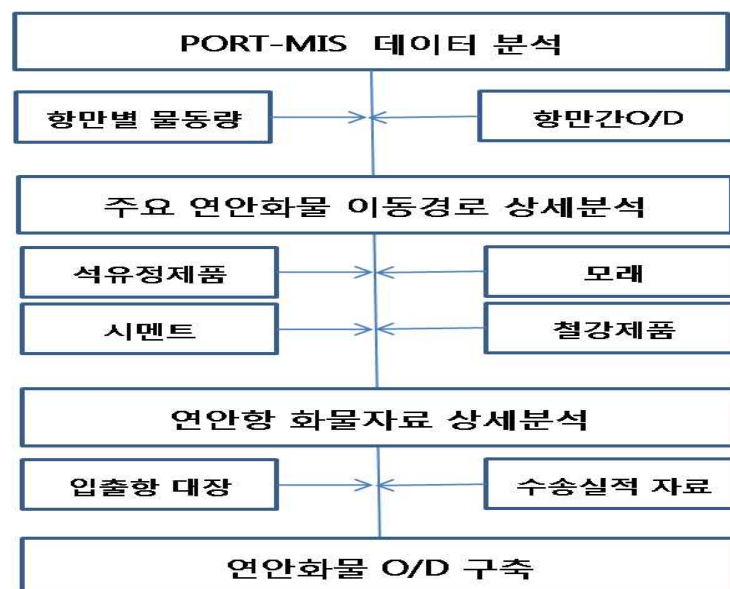 PORT-MIS 데이터 분석
항만별 물동량
항만간O/D
주요 연안화물 이동경로 상세분석
석유정제품
모래
시멘트
철강제품
연안항 화물자료 상세분석
입출항 대장
수송실적 자료
연안화물 O/D 구축